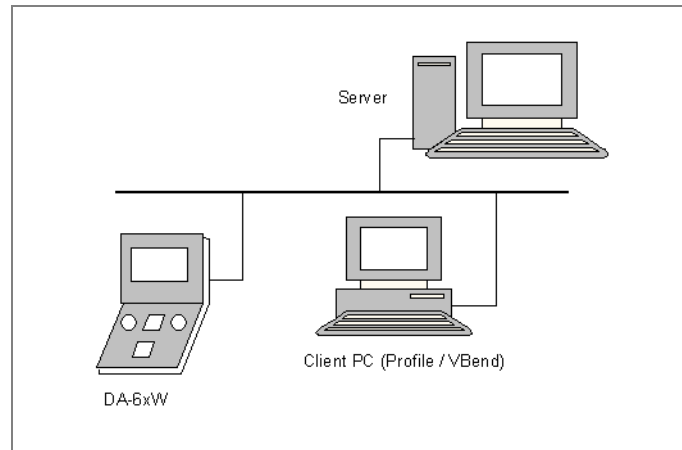 Server
Client PC (Profile / VBend)
DA-6xW